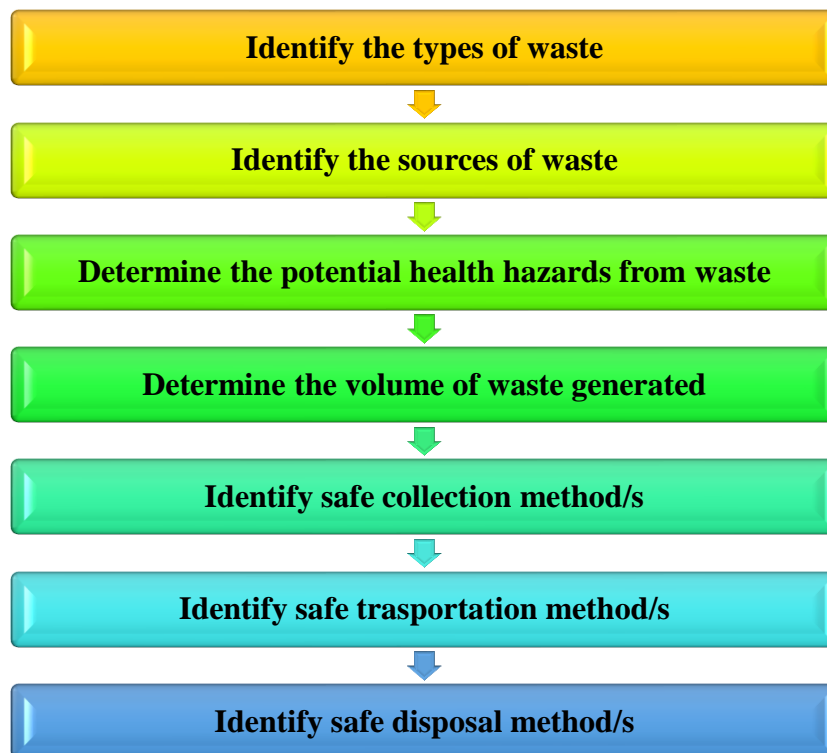 Identify the types of waste
Identify the sources of waste
Determine the potential health hazards from waste
Determine the volume of waste generated
Identify safe collection method/s
Identify safe trasportation method/s
Identify safe disposal method/s